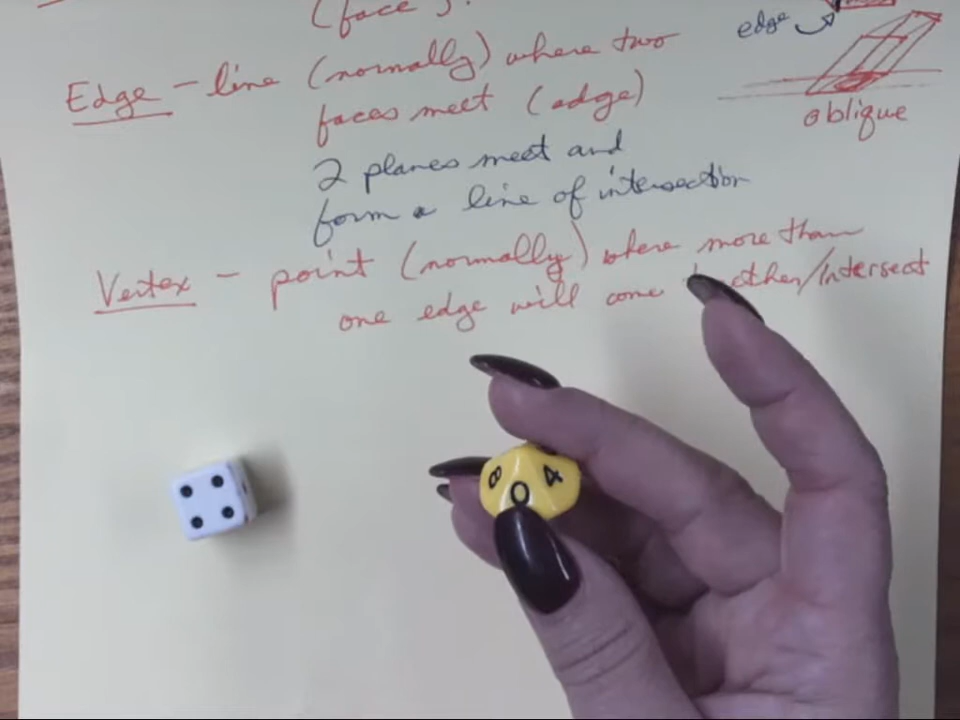 (face).
edge
Edge - line (normally) where two
faces meet (edge)
oblique
2 planes meet and
form a line of intersection
Vertex - point (normally) where more than
one edge will come together/intersect
8
4
0